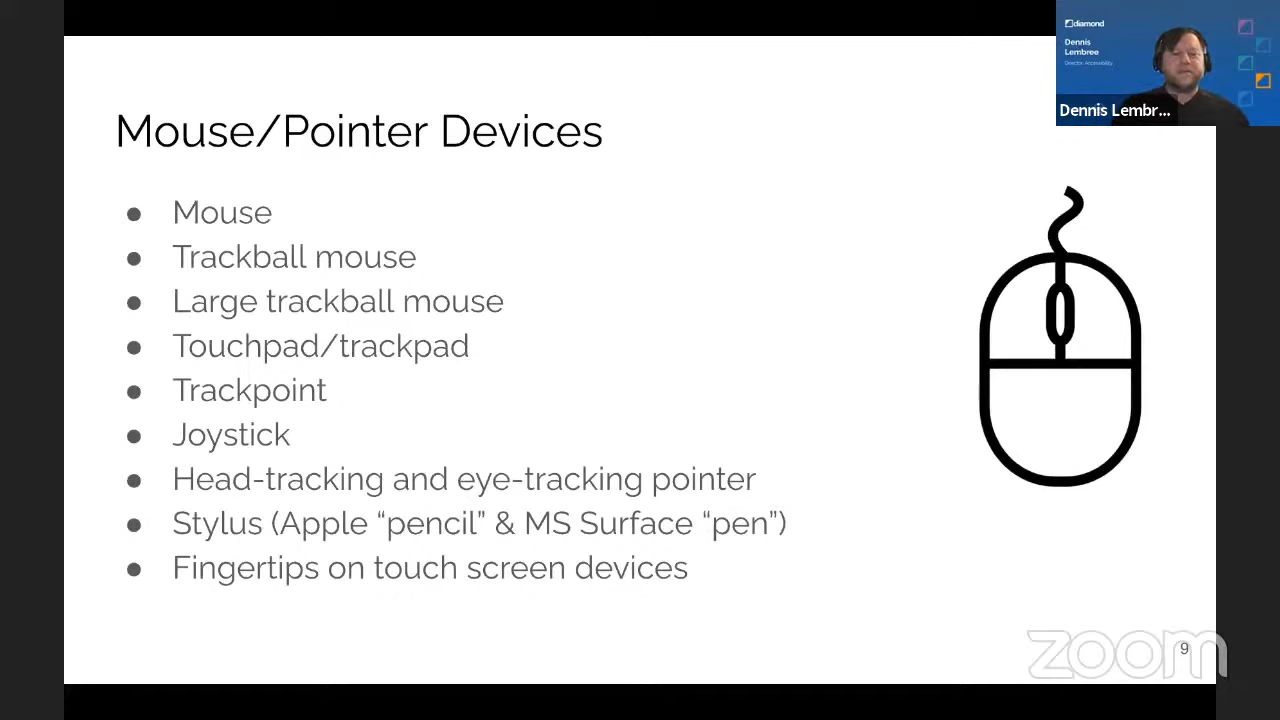 diamond
Dennis
Lembree
Director, Accessibility
Dennis Lembr...
Mouse/Pointer Devices
● Mouse
● Trackball mouse
● Large trackball mouse
● Touchpad/trackpad
● Trackpoint
● Joystick
● Head-tracking and eye-tracking pointer
● Stylus (Apple “pencil” & MS Surface “pen”)
● Fingertips on touch screen devices
9
zoom